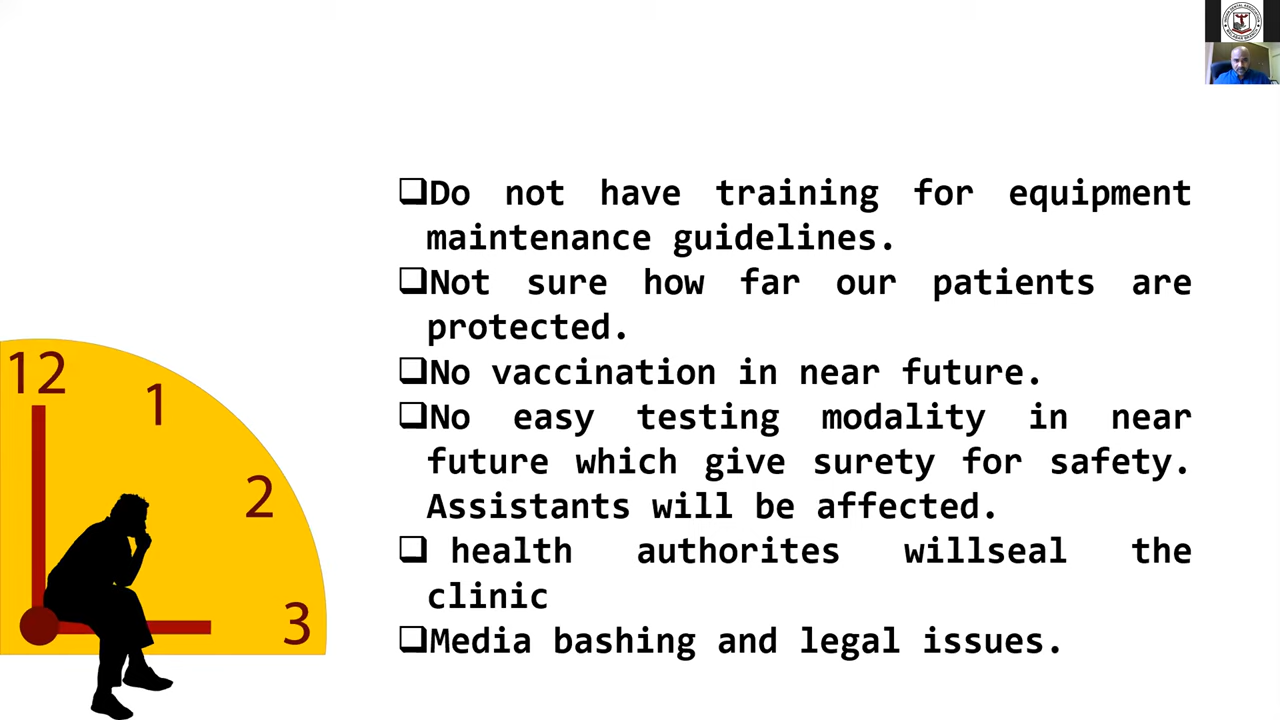 ❑Do not have training for equipment
maintenance guidelines.
❑Not sure how far our patients are
protected.
❑No vaccination in near future.
❑No easy testing modality in near
future which give surety for safety.
Assistants will be affected.
❑ health authorites willseal the
clinic
❑Media bashing and legal issues.
12
1
2
3